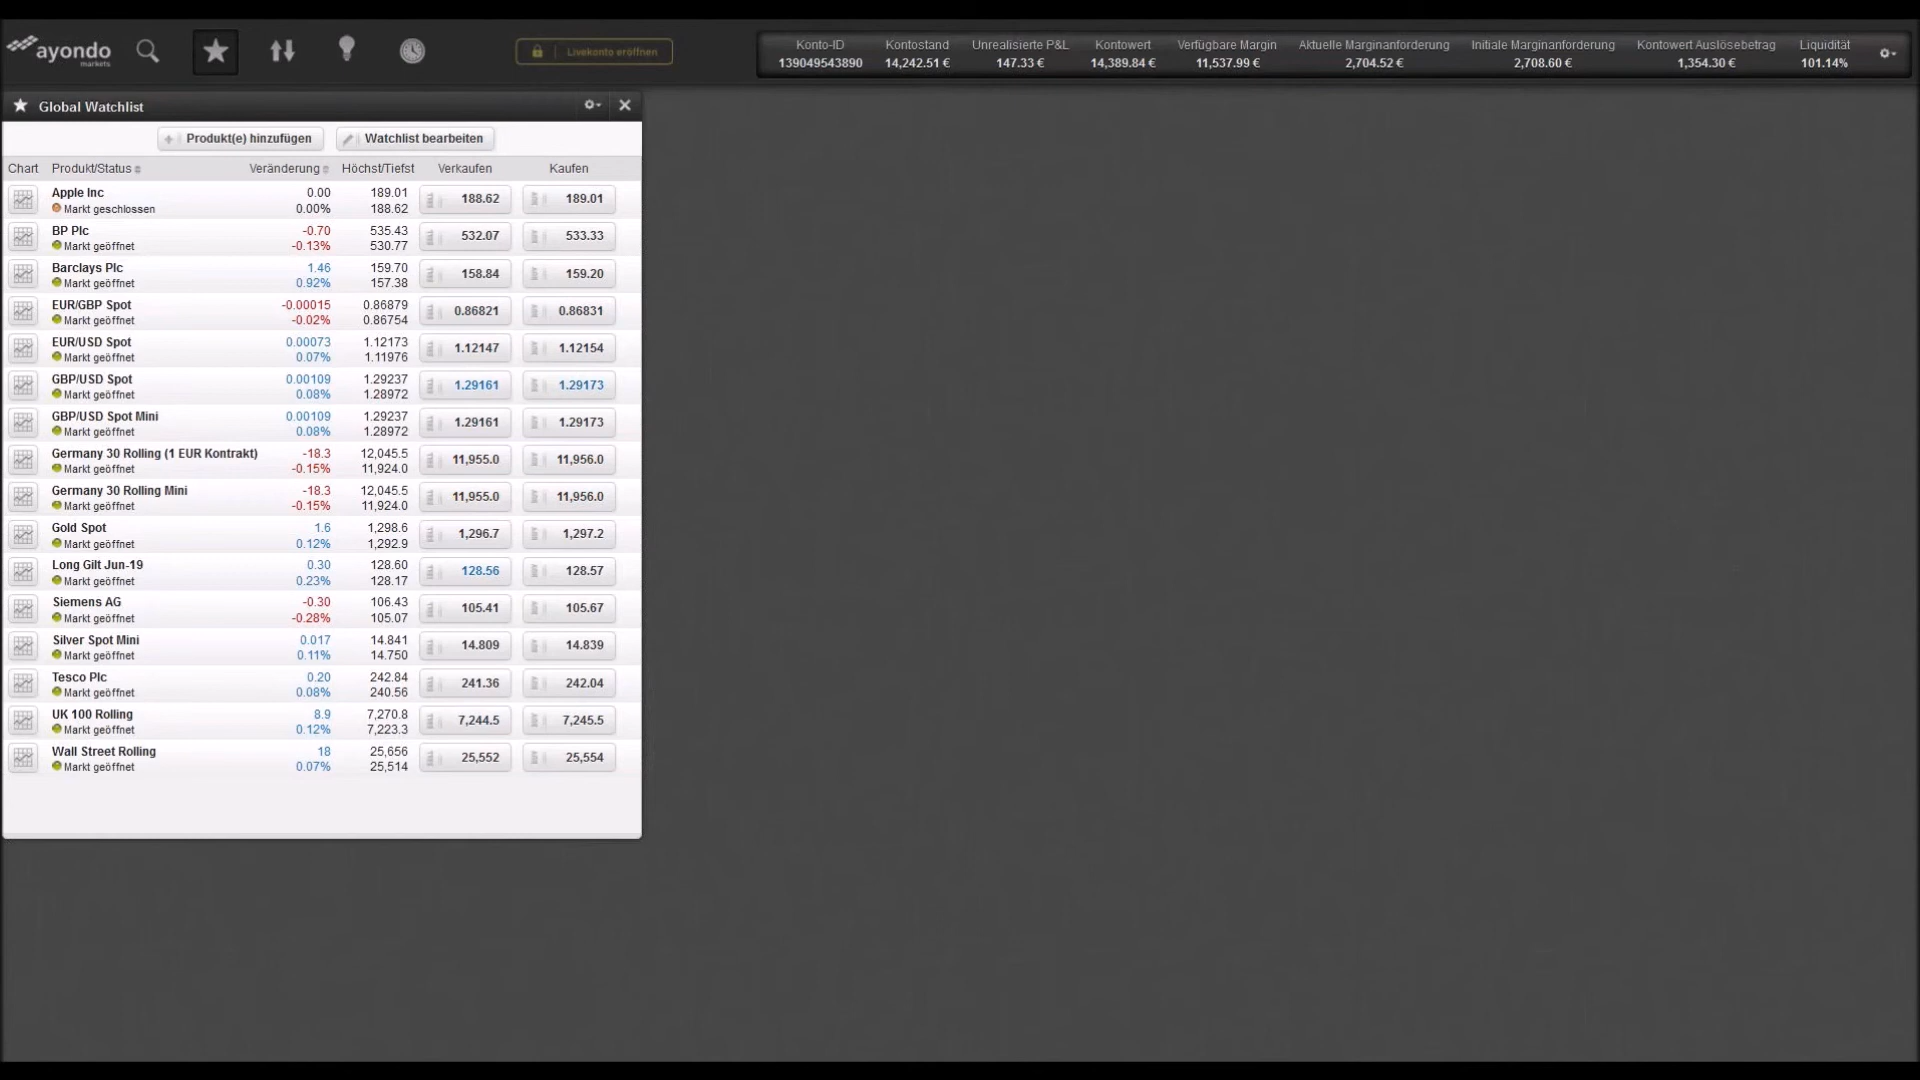 ayondo
markets
Livekonto eröffnen
Konto-ID Kontostand Unrealisierte P&L Kontowert Verfügbare Margin Aktuelle Marginanforderung Initiale Marginanforderung Kontowert Auslösebetrag Liquidität
139049543890 14,242.51 € 147.33 € 14,389.84 € 11,537.99 € 2,704.52 € 2,708.60 € 1,354.30 € 101.14%
Global Watchlist
Produkt(e) hinzufügen Watchlist bearbeiten
Chart Produkt/Status Veränderung Höchst/Tiefst Verkaufen Kaufen
Apple Inc 0.00 189.01 188.62 189.01
Markt geschlossen 0.00% 188.62
BP Plc -0.70 535.43 532.07 533.33
Markt geöffnet -0.13% 530.77
Barclays Plc 1.46 159.70 158.84 159.20
Markt geöffnet 0.92% 157.38
EUR/GBP Spot -0.00015 0.86879 0.86821 0.86831
Markt geöffnet -0.02% 0.86754
EUR/USD Spot 0.00073 1.12173 1.12147 1.12154
Markt geöffnet 0.07% 1.11976
GBP/USD Spot 0.00109 1.29237 1.29161 1.29173
Markt geöffnet 0.08% 1.28972
GBP/USD Spot Mini 0.00109 1.29237 1.29161 1.29173
Markt geöffnet 0.08% 1.28972
Germany 30 Rolling (1 EUR Kontrakt) -18.3 12,045.5 11,955.0 11,956.0
Markt geöffnet -0.15% 11,924.0
Germany 30 Rolling Mini -18.3 12,045.5 11,955.0 11,956.0
Markt geöffnet -0.15% 11,924.0
Gold Spot 1.6 1,298.6 1,296.7 1,297.2
Markt geöffnet 0.12% 1,292.9
Long Gilt Jun-19 0.30 128.60 128.56 128.57
Markt geöffnet 0.23% 128.17
Siemens AG -0.30 106.43 105.41 105.67
Markt geöffnet -0.28% 105.07
Silver Spot Mini 0.017 14.841 14.809 14.839
Markt geöffnet 0.11% 14.750
Tesco Plc 0.20 242.84 241.36 242.04
Markt geöffnet 0.08% 240.56
UK 100 Rolling 8.9 7,270.8 7,244.5 7,245.5
Markt geöffnet 0.12% 7,223.3
Wall Street Rolling 18 25,656 25,552 25,554
Markt geöffnet 0.07% 25,514